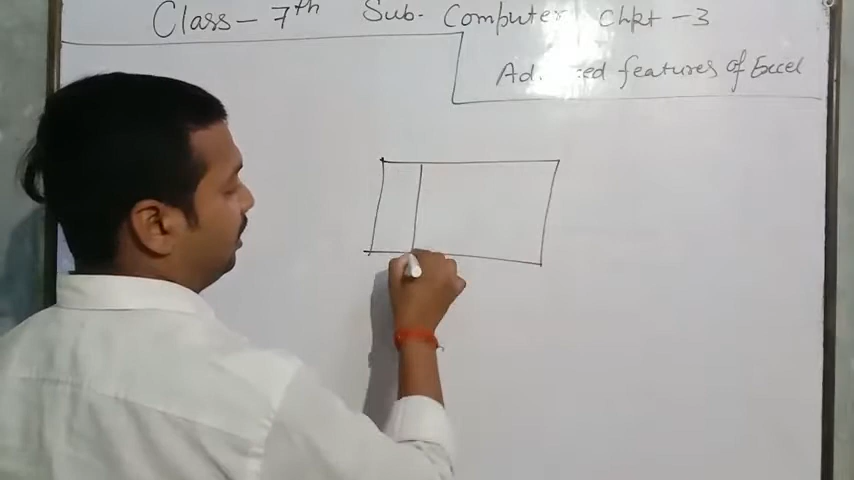 Class - 7th Sub. Computer Chpt - 3
features of Excel